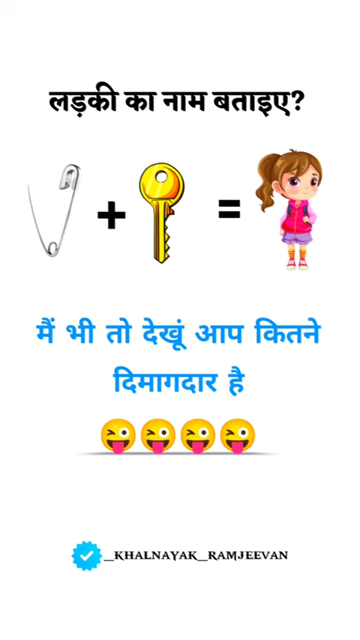 लड़की का नाम बताइए?
+ =
मैं भी तो देखूं आप कितने
दिमागदार है
_KHALNAYAK_RAMJEEVAN